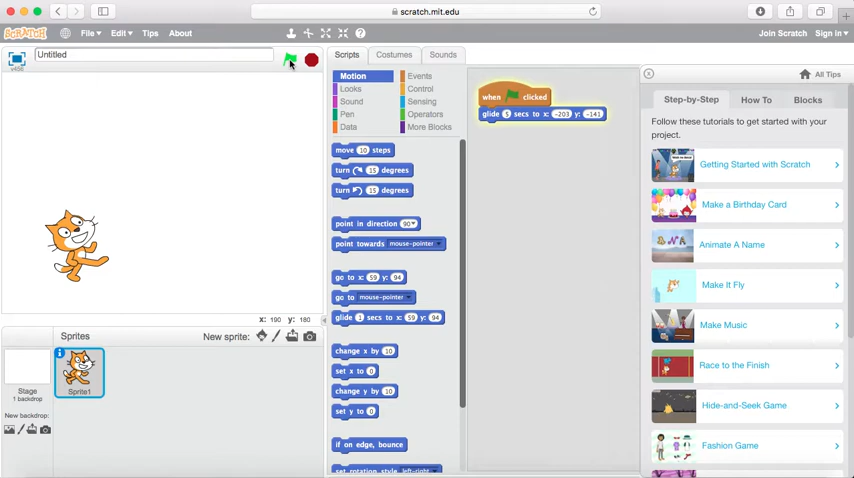 scratch.mit.edu
SCRATCH File Edit Tips About Join Scratch Sign in
Untitled
v456
Scripts Costumes Sounds
Motion
Looks
Sound
Pen
Data
Events
Control
Sensing
Operators
More Blocks
move 10 steps
turn 15 degrees
turn 15 degrees
point in direction 90
point towards mouse-pointer
go to x: 59 y: 94
go to mouse-pointer
glide 1 secs to x: 59 y: 94
change x by 10
set x to 0
change y by 10
set y to 0
if on edge, bounce
set rotation style left-right
when clicked
glide 5 secs to x: -203 y: -141
All Tips
Step-by-Step How To Blocks
Follow these tutorials to get started with your
project.
Getting Started with Scratch
Make a Birthday Card
Animate A Name
Make It Fly
Make Music
Race to the Finish
Hide-and-Seek Game
Fashion Game
x: 190 y: 180
Sprites New sprite:
Sprite1
Stage
1 backdrop
New backdrop: